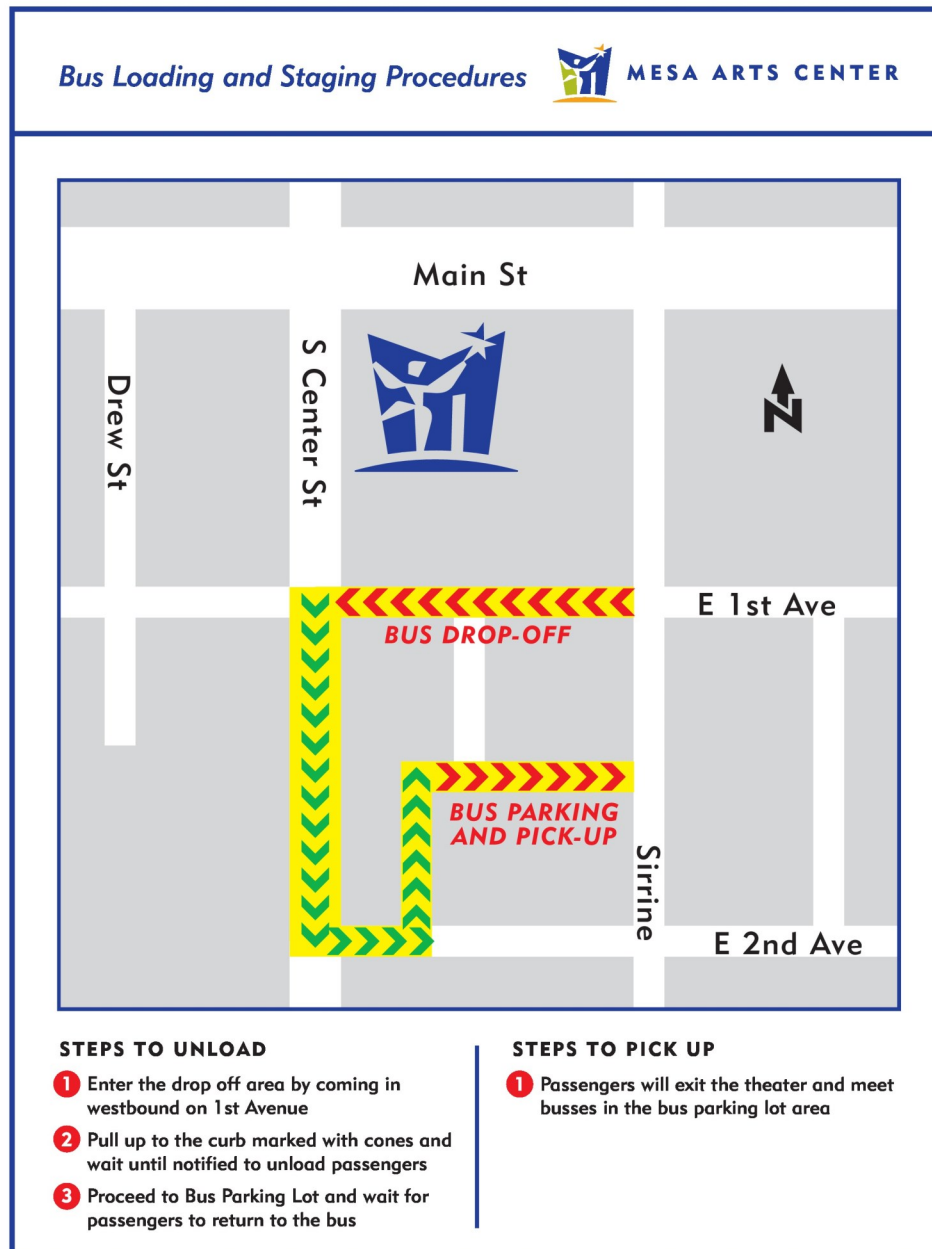 Bus Loading and Staging Procedures
MESA ARTS CENTER
Main St
Drew St
S Center St
N
E 1st Ave
BUS DROP-OFF
BUS PARKING
AND PICK-UP
Sirrine
E 2nd Ave
STEPS TO UNLOAD
1 Enter the drop off area by coming in
westbound on 1st Avenue
2 Pull up to the curb marked with cones and
wait until notified to unload passengers
3 Proceed to Bus Parking Lot and wait for
passengers to return to the bus
STEPS TO PICK UP
1 Passengers will exit the theater and meet
busses in the bus parking lot area